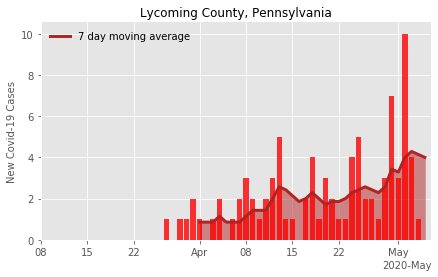 Lycoming County, Pennsylvania
7 day moving average
New Covid-19 Cases
10
8
6
4
2
0
08 15 22 Apr 08 15 22 May
2020-May